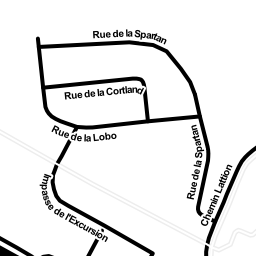 Rue de la Spartan
Rue de la Cortland
Rue de la Lobo
Rue de la Spartan
Chemin Lattion
Impasse de l'Excursion